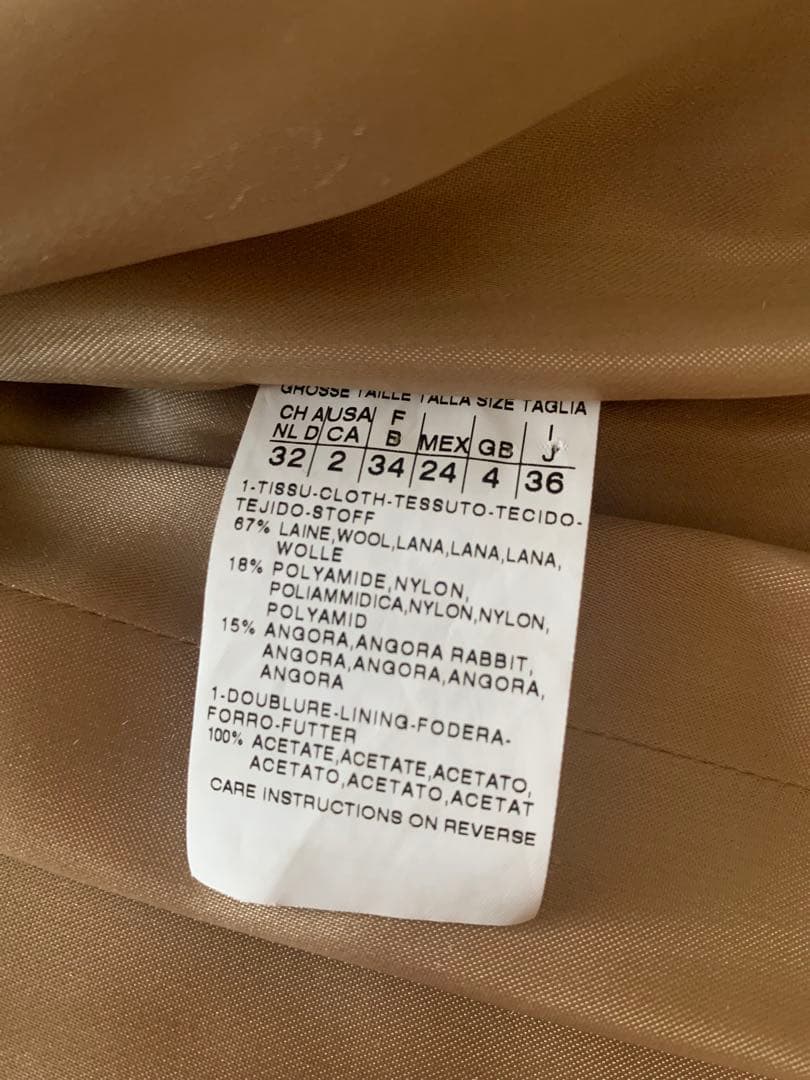 GROSSE TAILLE TALLA SIZE TAGLIA
CH A USA F I
NL D CA B MEX GB J
32 2 34 24 4 36
1-TISSU-CLOTH-TESSUTO-TECIDO-
TEJIDO-STOFF
67% LAINE,WOOL,LANA,LANA,LANA,
WOLLE
18% POLYAMIDE,NYLON,
POLIAMMIDICA,NYLON,NYLON,
POLYAMID
15% ANGORA,ANGORA RABBIT,
ANGORA,ANGORA,ANGORA,
ANGORA
1-DOUBLURE-LINING-FODERA-
FORRO-FUTTER
100% ACETATE,ACETATE,ACETATO,
ACETATO,ACETATO,ACETAT
CARE INSTRUCTIONS ON REVERSE